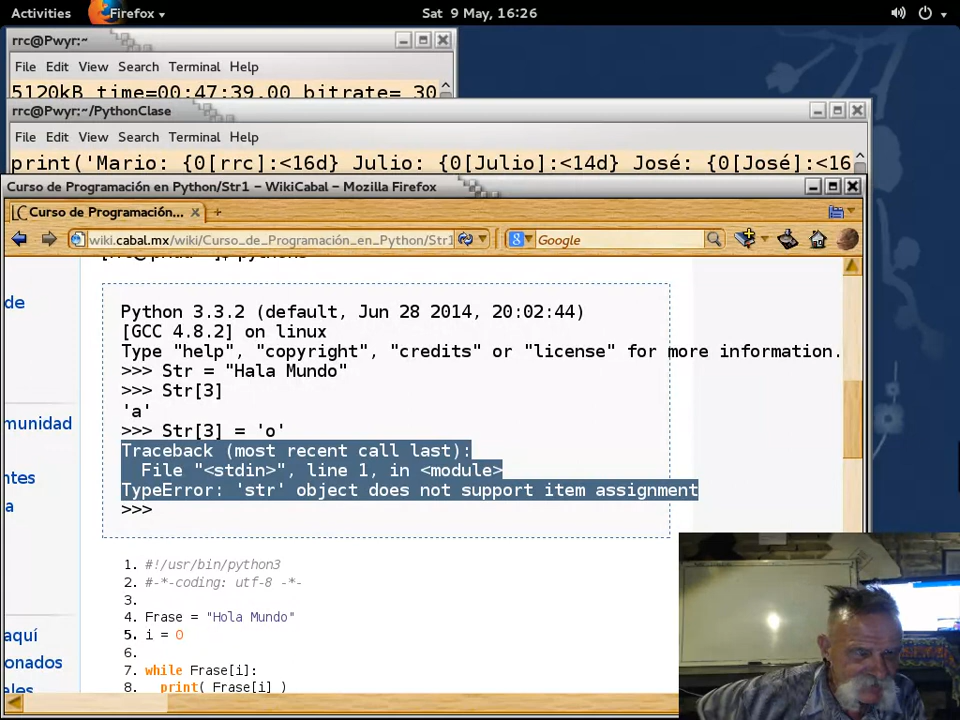 Activities Firefox Sat 9 May, 16:26
rrc@Pwyr:~
File Edit View Search Terminal Help
5120kB time=00:47:39.00 bitrate= 30
rrc@Pwyr:~/PythonClase
File Edit View Search Terminal Help
print('Mario: {0[rrc]:<16d} Julio: {0[Julio]:<14d} José: {0[José]:<16
Curso de Programación en Python/Str1 – WikiCabal – Mozilla Firefox
Curso de Programación...
wiki.cabal.mx/wiki/Curso_de_Programación_en_Python/Str1 Google
de
Python 3.3.2 (default, Jun 28 2014, 20:02:44)
[GCC 4.8.2] on linux
Type "help", "copyright", "credits" or "license" for more information.
>>> Str = "Hala Mundo"
>>> Str[3]
'a'
>>> Str[3] = 'o'
Traceback (most recent call last):
File "<stdin>", line 1, in <module>
TypeError: 'str' object does not support item assignment
>>>
munidad
ntes
a
1. #!/usr/bin/python3
2. #-*-coding: utf-8 -*-
3.
4. Frase = "Hola Mundo"
5. i = 0
6.
7. while Frase[i]:
8. print( Frase[i] )
aquí
onados
eles